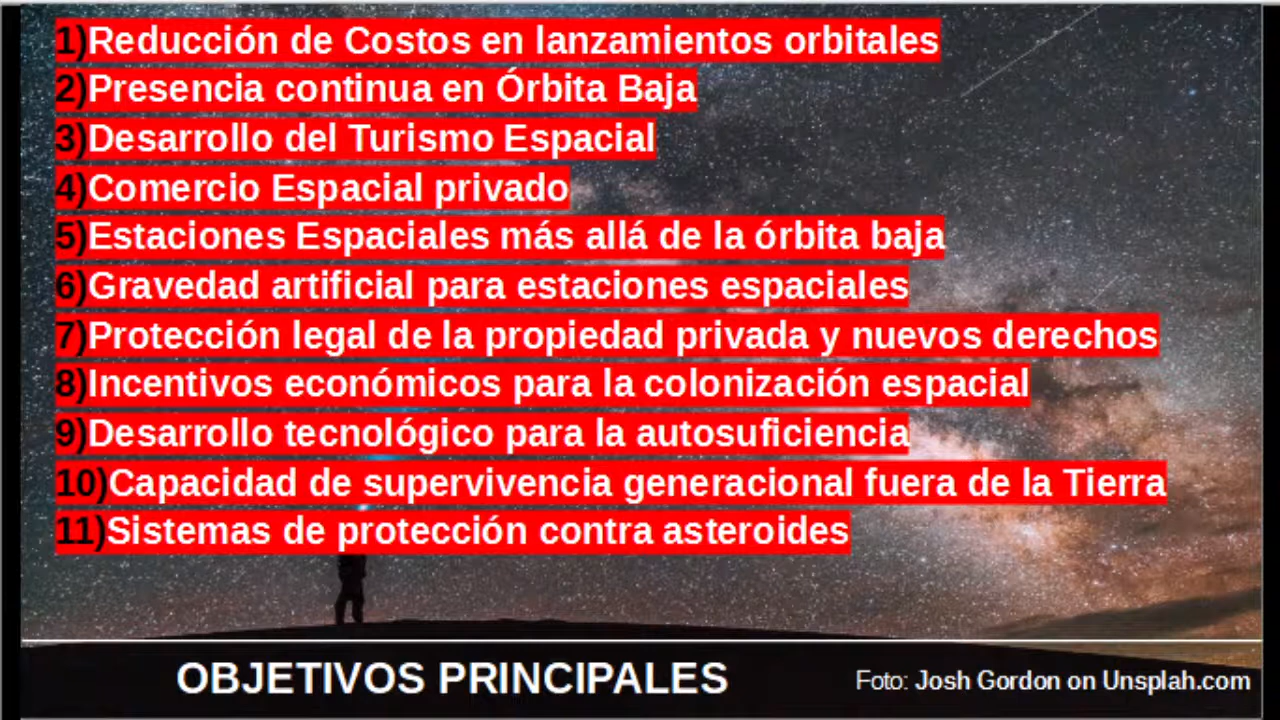 1)Reducción de Costos en lanzamientos orbitales
2)Presencia continua en Órbita Baja
3)Desarrollo del Turismo Espacial
4)Comercio Espacial privado
5)Estaciones Espaciales más allá de la órbita baja
6)Gravedad artificial para estaciones espaciales
7)Protección legal de la propiedad privada y nuevos derechos
8)Incentivos económicos para la colonización espacial
9)Desarrollo tecnológico para la autosuficiencia
10)Capacidad de supervivencia generacional fuera de la Tierra
11)Sistemas de protección contra asteroides
OBJETIVOS PRINCIPALES
Foto: Josh Gordon on Unsplah.com